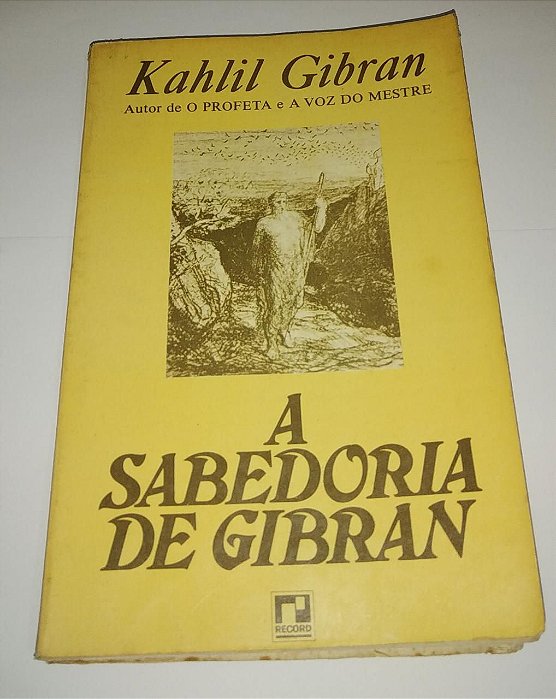 Kahlil Gibran
Autor de O PROFETA e A VOZ DO MESTRE
A
SABEDORIA
DE GIBRAN
RECORD